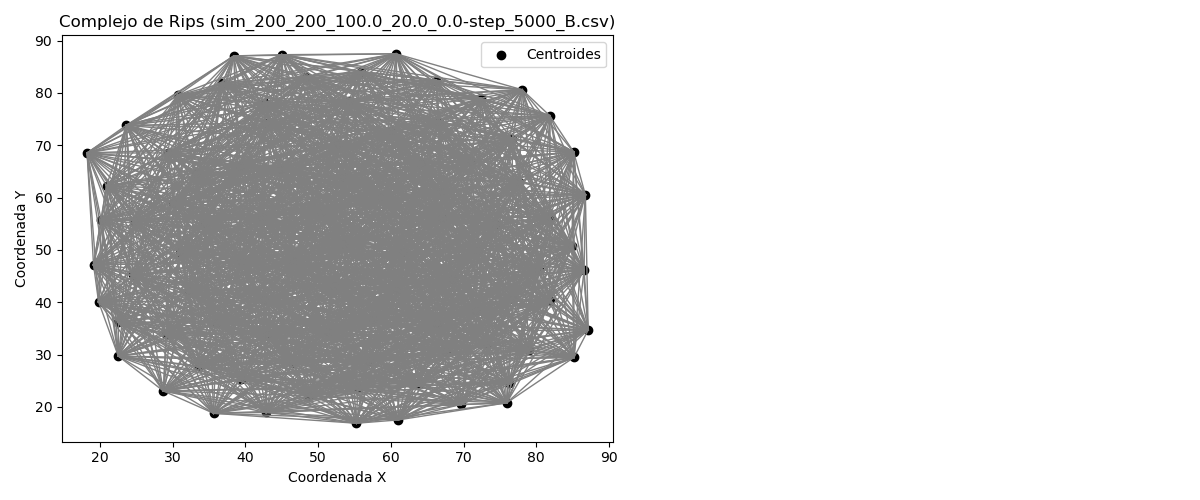 Complejo de Rips (sim_200_200_100.0_20.0_0.0-step_5000_B.csv)
Centroides
90
80
70
60
50
40
30
20
Coordenada Y
20 30 40 50 60 70 80 90
Coordenada X